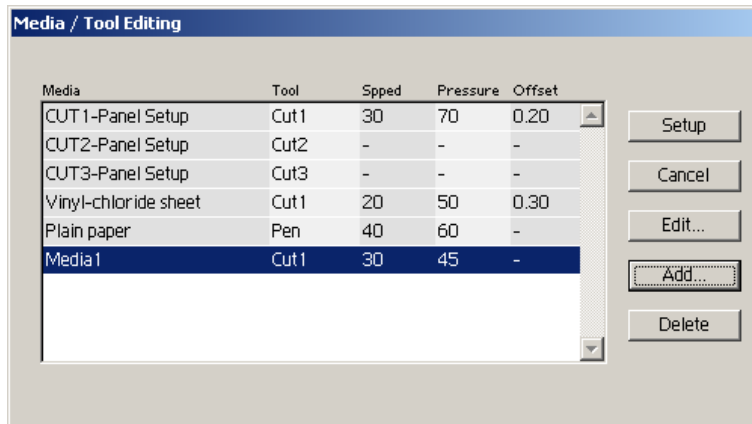 Media / Tool Editing
Media Tool Spped Pressure Offset
CUT1-Panel Setup Cut1 30 70 0.20
CUT2-Panel Setup Cut2 - - -
CUT3-Panel Setup Cut3 - - -
Vinyl-chloride sheet Cut1 20 50 0.30
Plain paper Pen 40 60 -
Media1 Cut1 30 45 -
Setup
Cancel
Edit...
Add...
Delete